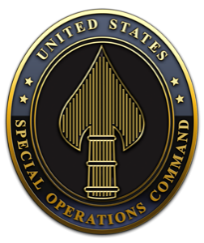 UNITED STATES
SPECIAL OPERATIONS COMMAND